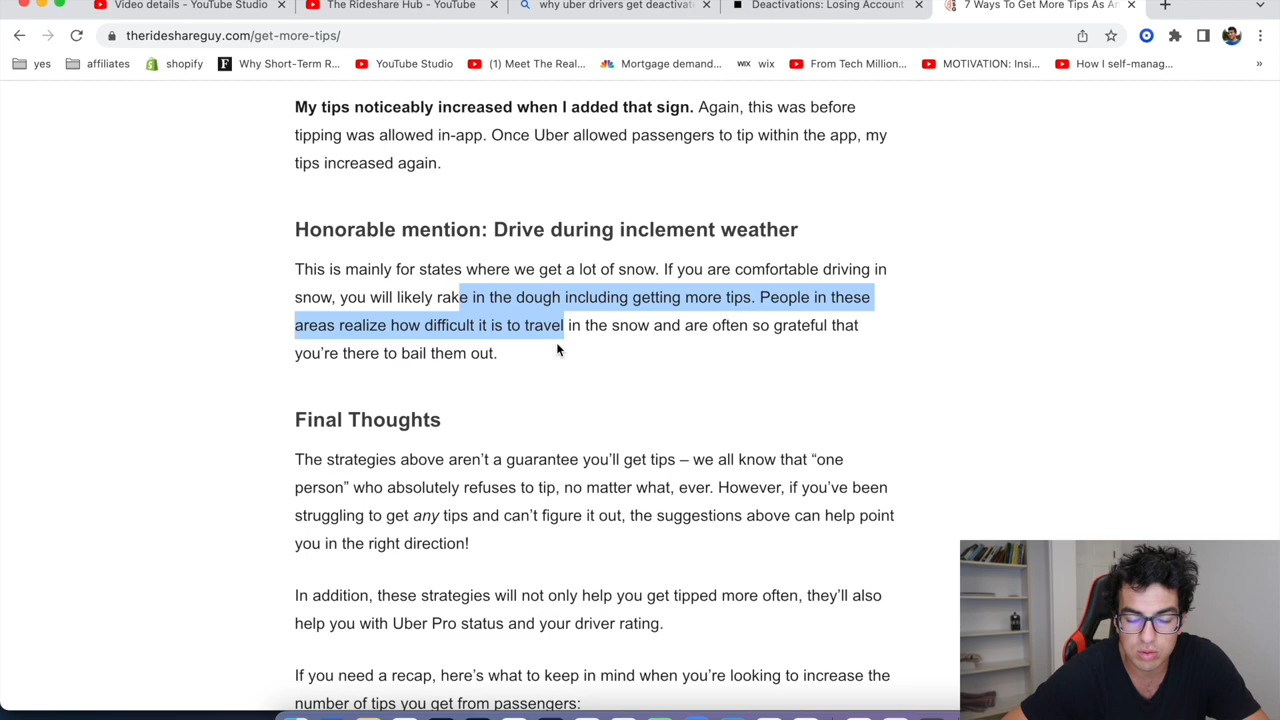 Video details - YouTube Studio
The Rideshare Hub - YouTube
why uber drivers get deactivat
Deactivations: Losing Account
7 Ways To Get More Tips As An
therideshareguy.com/get-more-tips/
yes
affiliates
shopify
Why Short-Term R...
YouTube Studio
(1) Meet The Real...
Mortgage demand...
WIX wix
From Tech Million...
MOTIVATION: Insi...
How I self-manag...
»
My tips noticeably increased when I added that sign. Again, this was before
tipping was allowed in-app. Once Uber allowed passengers to tip within the app, my
tips increased again.
Honorable mention: Drive during inclement weather
This is mainly for states where we get a lot of snow. If you are comfortable driving in
snow, you will likely rake in the dough including getting more tips. People in these
areas realize how difficult it is to travel in the snow and are often so grateful that
you’re there to bail them out.
Final Thoughts
The strategies above aren’t a guarantee you’ll get tips – we all know that “one
person” who absolutely refuses to tip, no matter what, ever. However, if you’ve been
struggling to get any tips and can’t figure it out, the suggestions above can help point
you in the right direction!
In addition, these strategies will not only help you get tipped more often, they’ll also
help you with Uber Pro status and your driver rating.
If you need a recap, here’s what to keep in mind when you’re looking to increase the
number of tips you get from passengers: